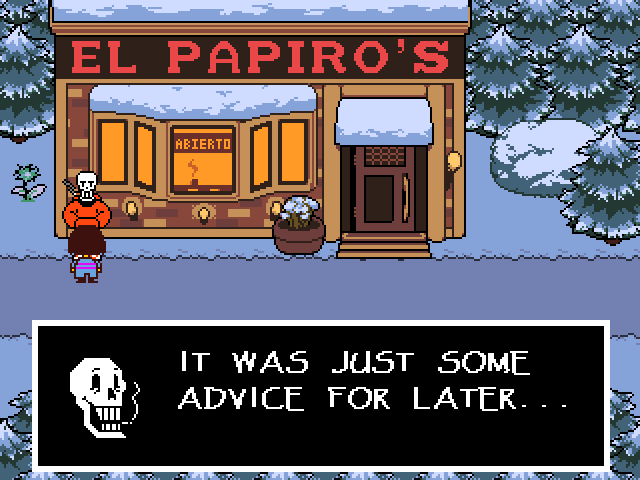 EL PAPIRO'S
ABIERTO
IT WAS JUST SOME
ADVICE FOR LATER...